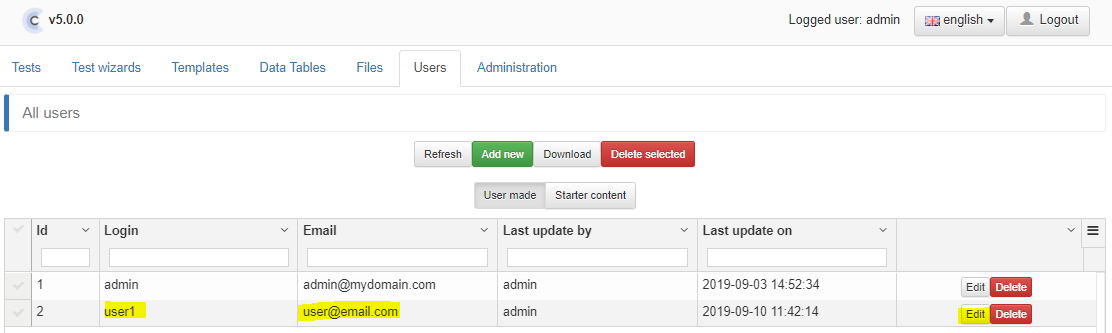 C v5.0.0 Logged user: admin english Logout
Tests Test wizards Templates Data Tables Files Users Administration
All users
Refresh Add new Download Delete selected
User made Starter content
Id Login Email Last update by Last update on
1 admin admin@mydomain.com admin 2019-09-03 14:52:34 Edit Delete
2 user1 user@email.com admin 2019-09-10 11:42:14 Edit Delete